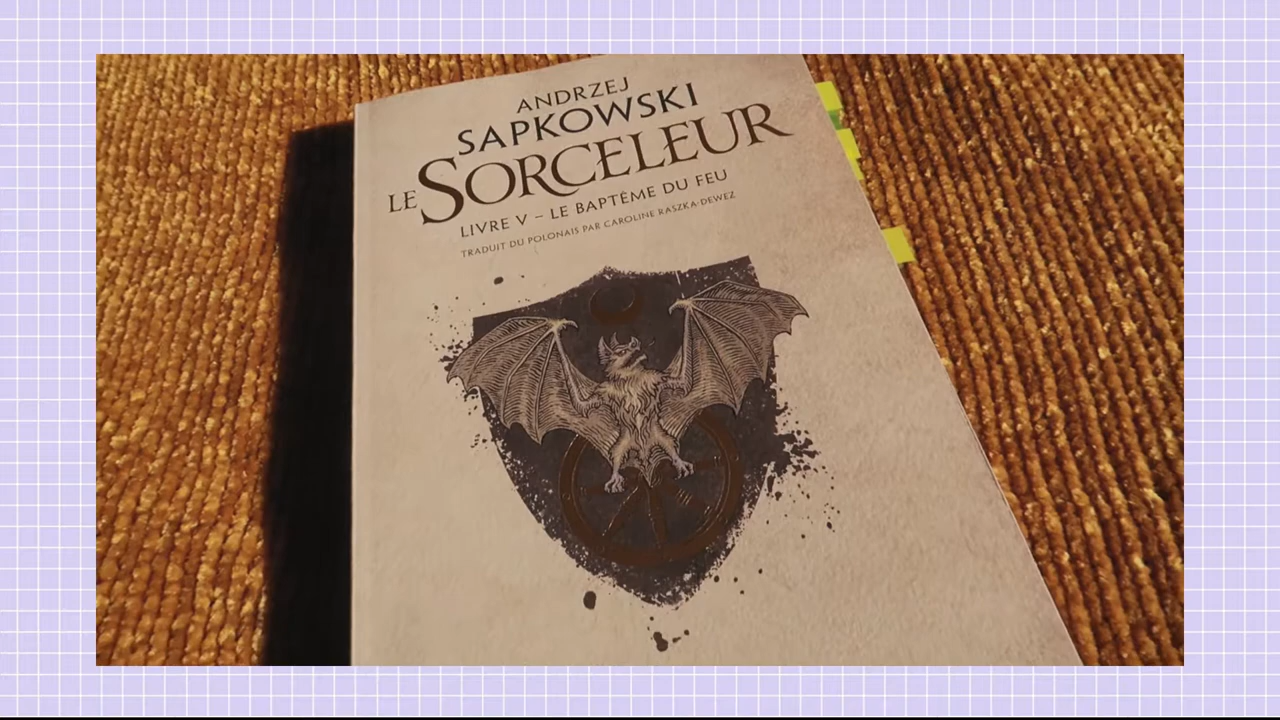 ANDRZEJ
SAPKOWSKI
LE SORCELEUR
LIVRE V – LE BAPTÊME DU FEU
TRADUIT DU POLONAIS PAR CAROLINE RASZKA-DEWEZ